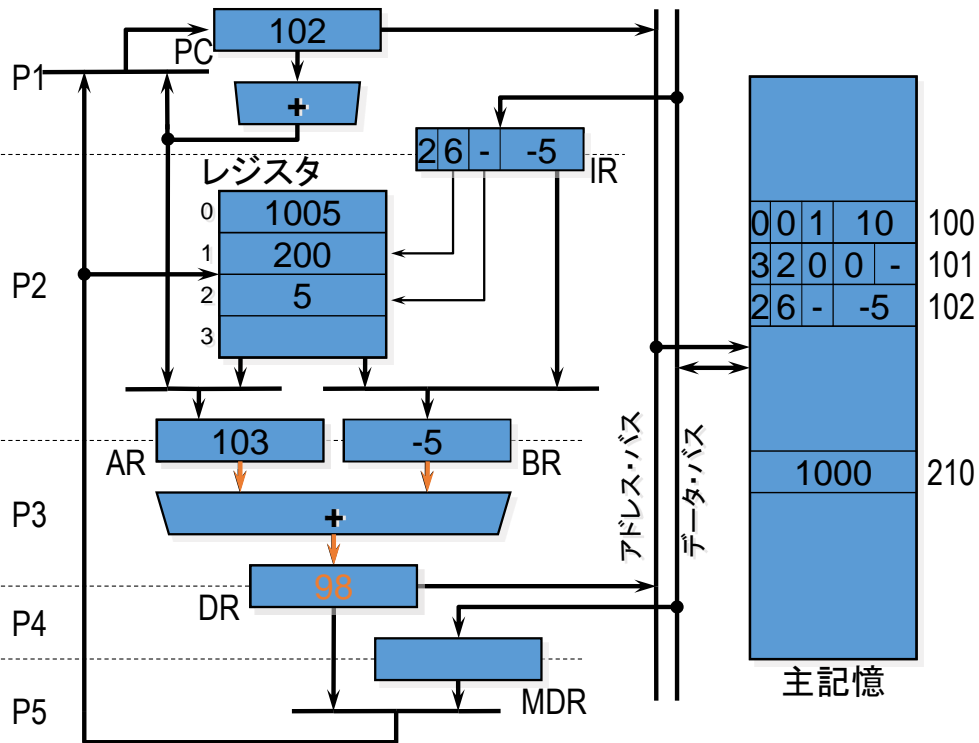 PC 102
P1
+
2 6 - -5
IR
レジスタ
0 1005
1 200
2 5
3
P2
0 0 1 10 100
3 2 0 0 - 101
2 6 - -5 102
1000 210
主記憶
アドレス・バス
データ・バス
AR 103
-5 BR
P3
+
DR 98
P4
MDR
P5